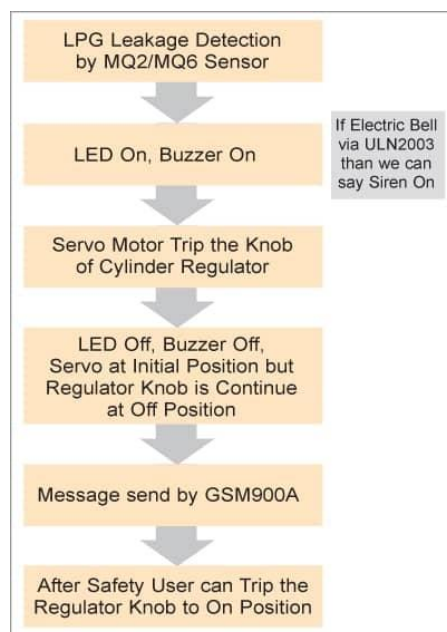 LPG Leakage Detection
by MQ2/MQ6 Sensor
LED On, Buzzer On
If Electric Bell
via ULN2003
than we can
say Siren On
Servo Motor Trip the Knob
of Cylinder Regulator
LED Off, Buzzer Off,
Servo at Initial Position but
Regulator Knob is Continue
at Off Position
Message send by GSM900A
After Safety User can Trip the
Regulator Knob to On Position